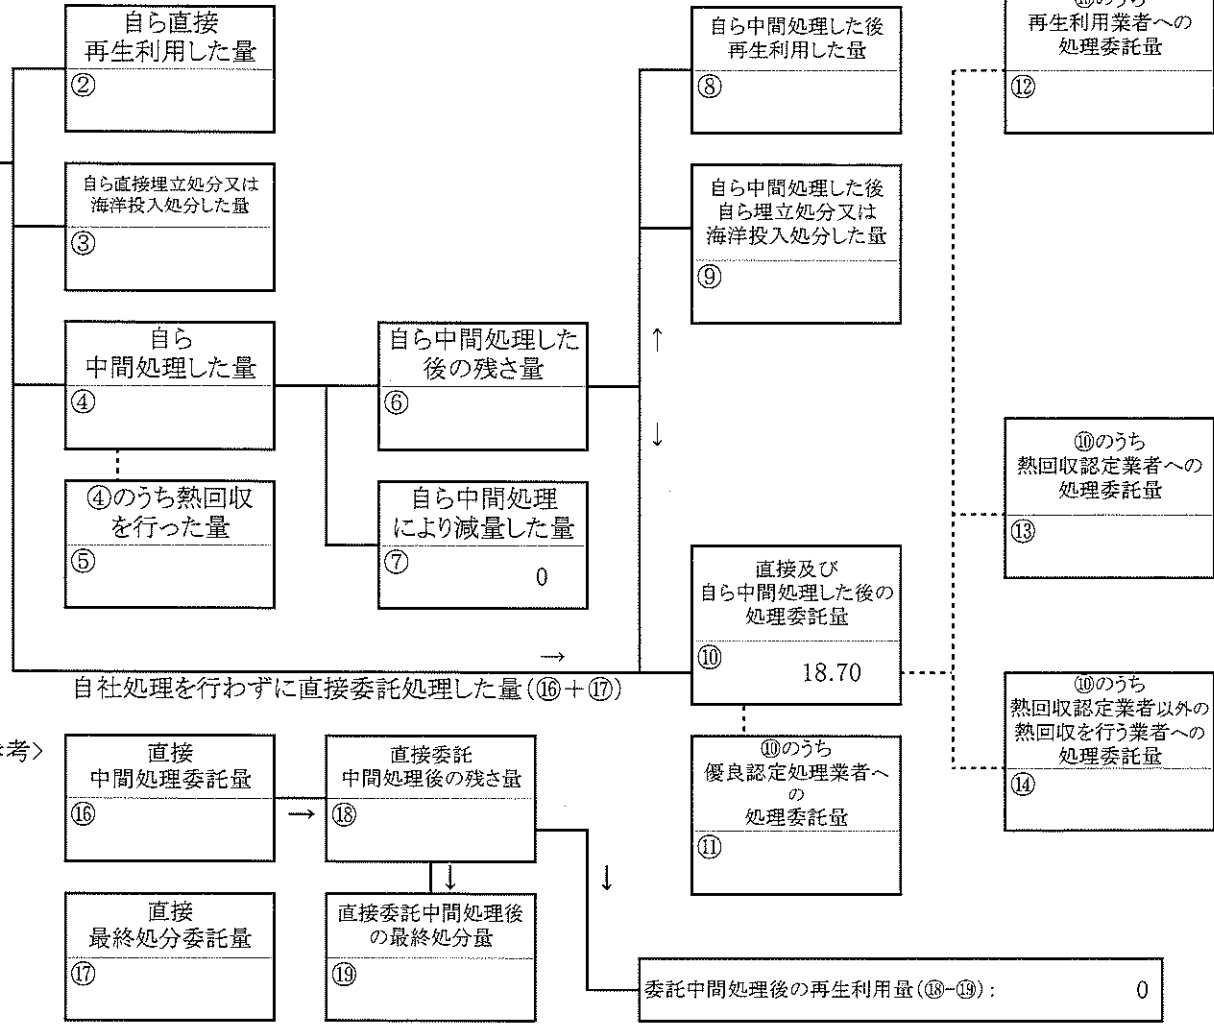 自ら直接
再生利用した量
②
自ら中間処理した後
再生利用した量
⑧
⑩のうち
再生利用業者への
処理委託量
⑫
自ら直接埋立処分又は
海洋投入処分した量
③
自ら中間処理した後
自ら埋立処分又は
海洋投入処分した量
⑨
自ら
中間処理した量
④
自ら中間処理した
後の残さ量
⑥
↑
↓
④のうち熱回収
を行った量
⑤
自ら中間処理
により減量した量
⑦
0
⑩のうち
熱回収認定業者への
処理委託量
⑬
直接及び
自ら中間処理した後の
処理委託量
⑩
18.70
→
自社処理を行わずに直接委託処理した量(⑯+⑰)
⑩のうち
熱回収認定業者以外の
熱回収を行う業者への
処理委託量
⑭
考>
直接
中間処理委託量
⑯
→
直接委託
中間処理後の残さ量
⑱
⑩のうち
優良認定処理業者へ
の
処理委託量
⑪
↓
↓
直接
最終処分委託量
⑰
直接委託中間処理後
の最終処分量
⑲
委託中間処理後の再生利用量(⑱-⑲): 0